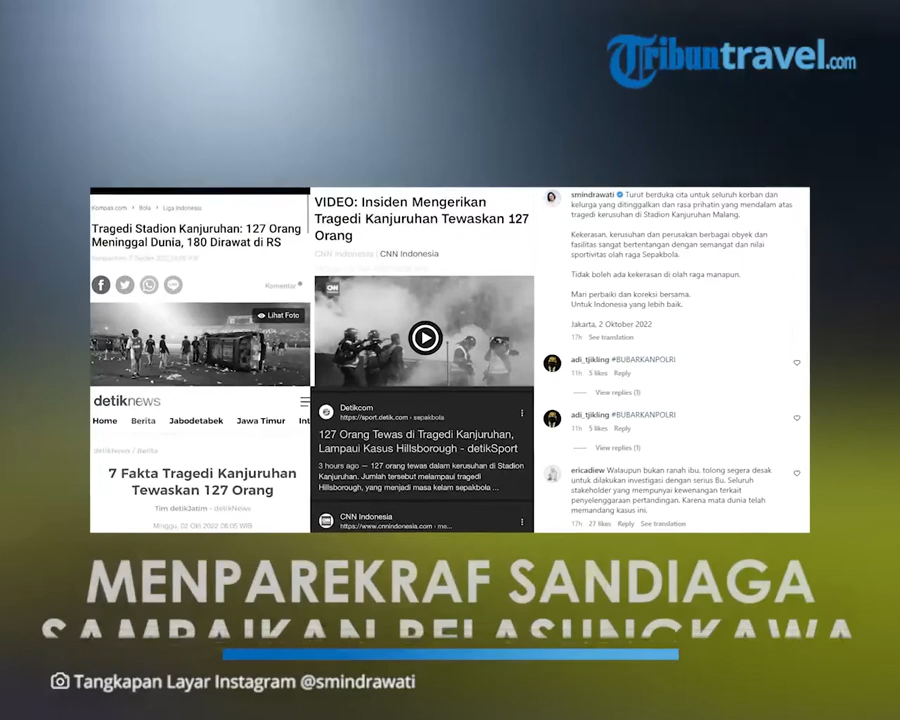 Tribuntravel.com
Kompas.com > Bola > Liga Indonesia
Tragedi Stadion Kanjuruhan: 127 Orang
Meninggal Dunia, 180 Dirawat di RS
Komentar
Lihat Foto
detiknews
Home Berita Jabodetabek Jawa Timur Int
detikNews / Berita
7 Fakta Tragedi Kanjuruhan
Tewaskan 127 Orang
Tim detikJatim - detikNews
Minggu, 02 Okt 2022 08:05 WIB
VIDEO: Insiden Mengerikan
Tragedi Kanjuruhan Tewaskan 127
Orang
CNN Indonesia | CNN Indonesia
CNN
Detikcom
https://sport.detik.com › sepakbola
127 Orang Tewas di Tragedi Kanjuruhan,
Lampaui Kasus Hillsborough - detikSport
3 hours ago — 127 orang tewas dalam kerusuhan di Stadion
Kanjuruhan. Jumlah tersebut melampaui tragedi
Hillsborough, yang menjadi masa kelam sepakbola ...
CNN Indonesia
https://www.cnnindonesia.com › mo...
smindrawati Turut berduka cita untuk seluruh korban dan
kelurga yang ditinggalkan dan rasa prihatin yang mendalam atas
tragedi kerusuhan di Stadion Kanjuruhan Malang.
Kekerasan, kerusuhan dan perusakan berbagai obyek dan
fasilitas sangat bertentangan dengan semangat dan nilai
sportivitas olah raga Sepakbola.
Tidak boleh ada kekerasan di olah raga manapun.
Mari perbaiki dan koreksi bersama.
Untuk Indonesia yang lebih baik.
Jakarta, 2 Oktober 2022
17h See translation
adi_tjikling #BUBARKANPOLRI
11h 5 likes Reply
View replies (1)
adi_tjikling #BUBARKANPOLRI
11h 5 likes Reply
View replies (1)
ericadiew Walaupun bukan ranah ibu, tolong segera desak
untuk dilakukan investigasi dengan serius Bu. Seluruh
stakeholder yang mempunyai kewenangan terkait
penyelenggaraan pertandingan. Karena mata dunia telah
memandang kasus ini.
17h 27 likes Reply See translation
MENPAREKRAF SANDIAGA
SAMPAIKAN BELASUNGKAWA
Tangkapan Layar Instagram @smindrawati